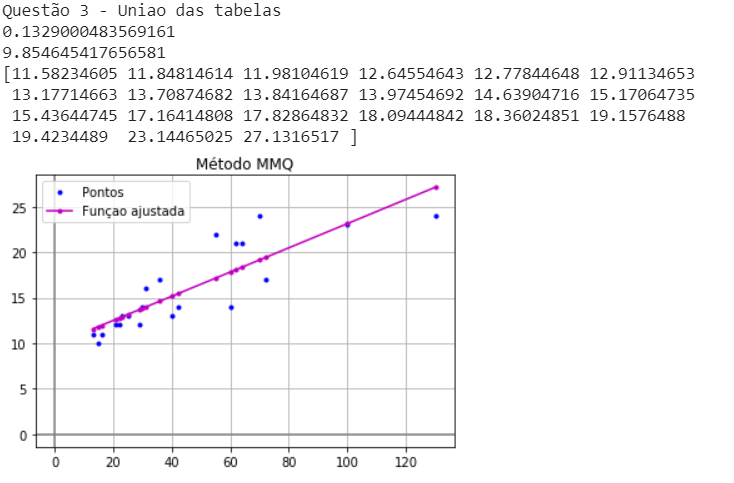 Questão 3 - Uniao das tabelas
0.1329000483569161
9.854645417656581
[11.58234605 11.84814614 11.98104619 12.64554643 12.77844648 12.91134653
13.17714663 13.70874682 13.84164687 13.97454692 14.63904716 15.17064735
15.43644745 17.16414808 17.82864832 18.09444842 18.36024851 19.1576488
19.4234489  23.14465025 27.1316517 ]
Método MMQ
Pontos
Funçao ajustada
25
20
15
10
5
0
0 20 40 60 80 100 120